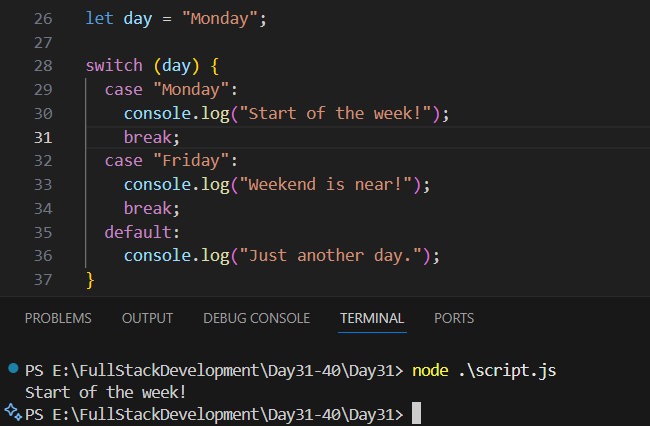 26 let day = "Monday";
27
28 switch (day) {
29 case "Monday":
30 console.log("Start of the week!");
31 break;
32 case "Friday":
33 console.log("Weekend is near!");
34 break;
35 default:
36 console.log("Just another day.");
37 }
PROBLEMS OUTPUT DEBUG CONSOLE TERMINAL PORTS
PS E:\FullStackDevelopment\Day31-40\Day31> node .\script.js
Start of the week!
PS E:\FullStackDevelopment\Day31-40\Day31>